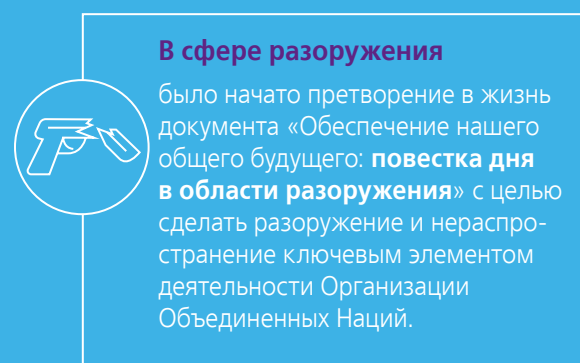 В сфере разоружения
было начато претворение в жизнь
документа «Обеспечение нашего
общего будущего: повестка дня
в области разоружения» с целью
сделать разоружение и нераспро-
странение ключевым элементом
деятельности Организации
Объединенных Наций.